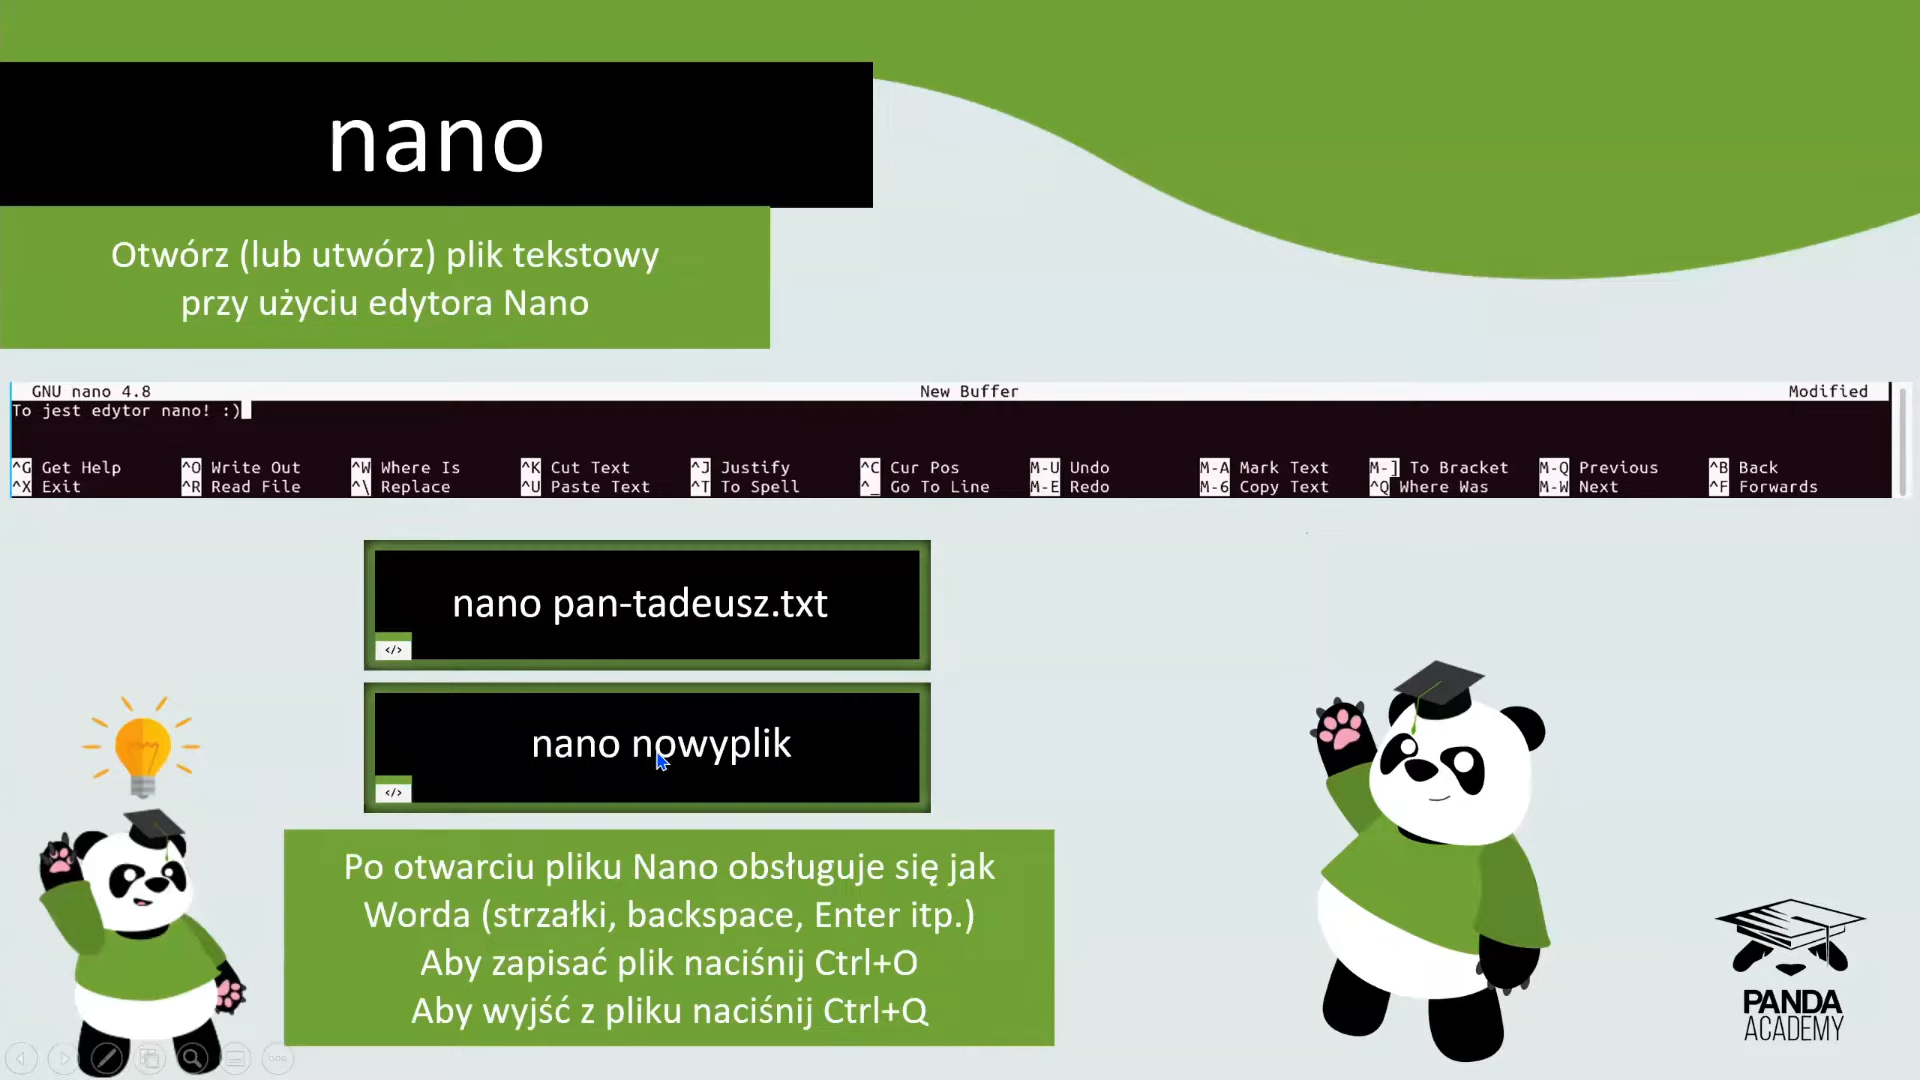 nano
Otwórz (lub utwórz) plik tekstowy
przy użyciu edytora Nano
GNU nano 4.8 New Buffer Modified
To jest edytor nano! :)
^G Get Help ^O Write Out ^W Where Is ^K Cut Text ^J Justify ^C Cur Pos M-U Undo M-A Mark Text M-] To Bracket M-Q Previous ^B Back
^X Exit ^R Read File ^\ Replace ^U Paste Text ^T To Spell ^_ Go To Line M-E Redo M-6 Copy Text ^Q Where Was M-W Next ^F Forwards
nano pan-tadeusz.txt
</>
nano nowyplik
</>
Po otwarciu pliku Nano obsługuje się jak
Worda (strzałki, backspace, Enter itp.)
Aby zapisać plik naciśnij Ctrl+O
Aby wyjść z pliku naciśnij Ctrl+Q
PANDA
ACADEMY